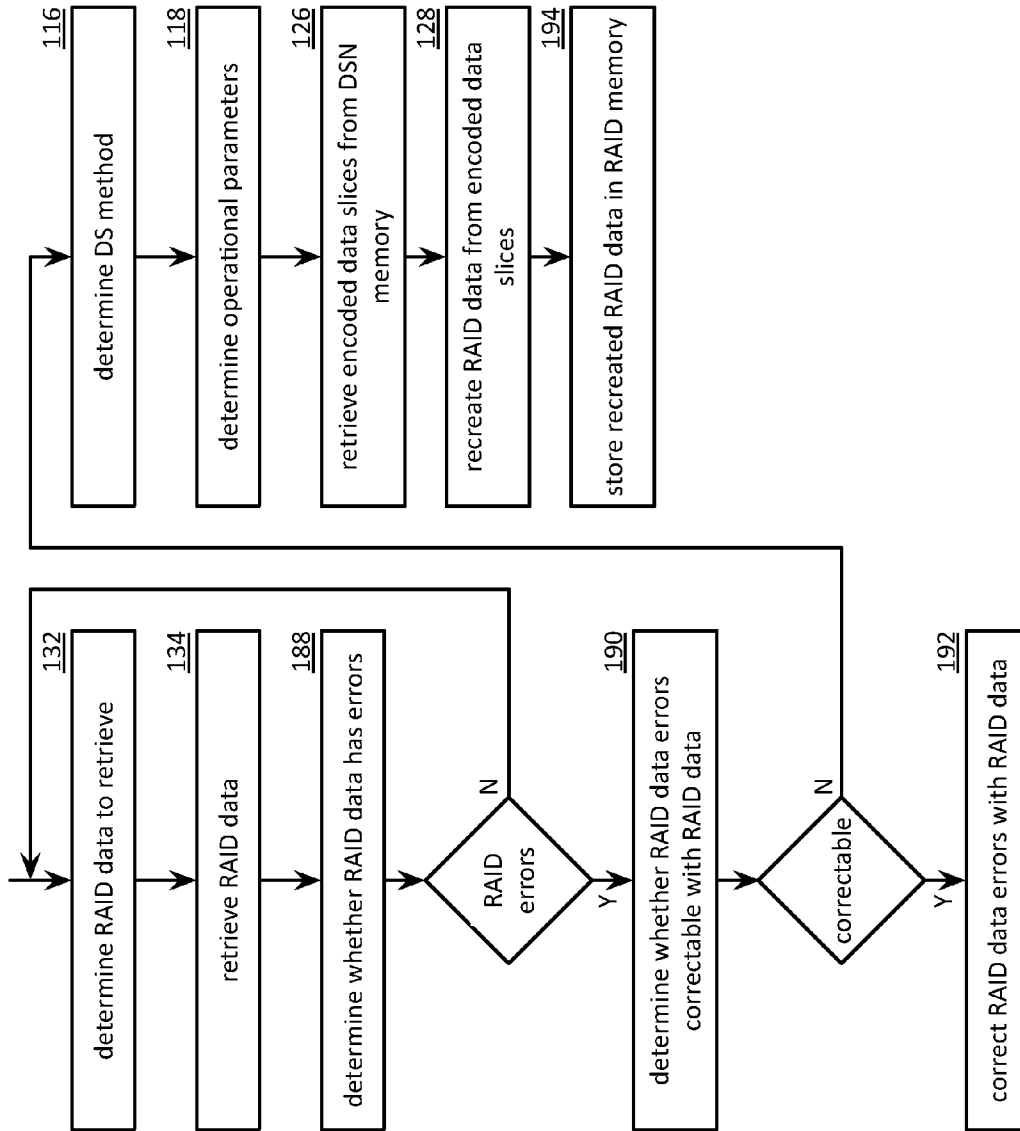 132
determine RAID data to retrieve
134
retrieve RAID data
188
determine whether RAID data has errors
RAID
errors
N
Y
190
determine whether RAID data errors
correctable with RAID data
correctable
N
Y
192
correct RAID data errors with RAID data
116
determine DS method
118
determine operational parameters
126
retrieve encoded data slices from DSN
memory
128
recreate RAID data from encoded data
slices
194
store recreated RAID data in RAID memory